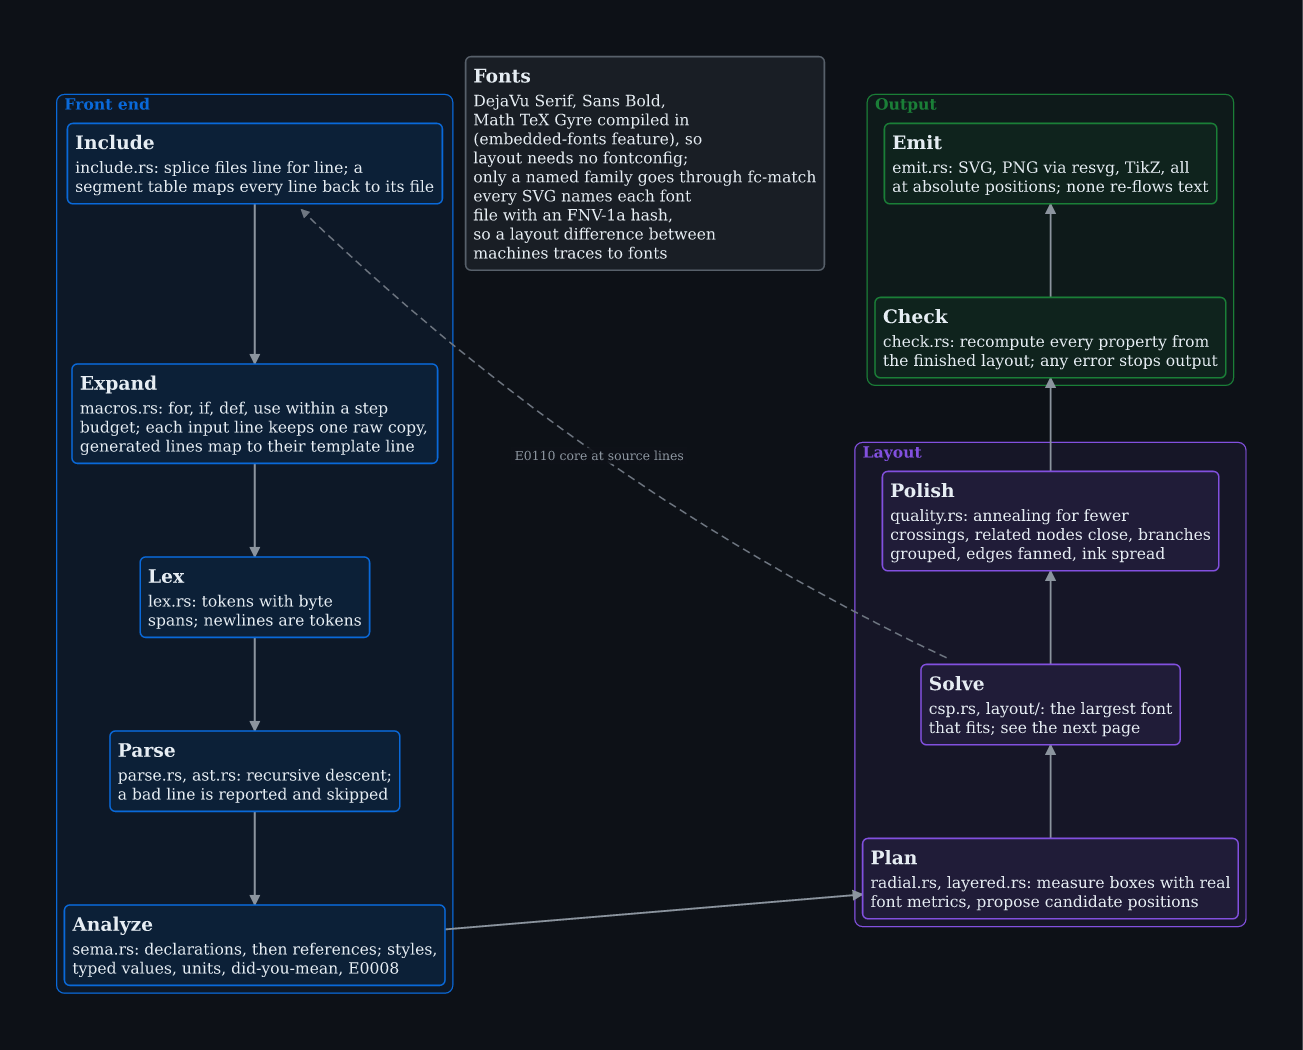 Front end
Include
include.rs: splice files line for line; a
segment table maps every line back to its file
Expand
macros.rs: for, if, def, use within a step
budget; each input line keeps one raw copy,
generated lines map to their template line
Lex
lex.rs: tokens with byte
spans; newlines are tokens
Parse
parse.rs, ast.rs: recursive descent;
a bad line is reported and skipped
Analyze
sema.rs: declarations, then references; styles,
typed values, units, did-you-mean, E0008
Fonts
DejaVu Serif, Sans Bold,
Math TeX Gyre compiled in
(embedded-fonts feature), so
layout needs no fontconfig;
only a named family goes through fc-match
every SVG names each font
file with an FNV-1a hash,
so a layout difference between
machines traces to fonts
E0110 core at source lines
Output
Emit
emit.rs: SVG, PNG via resvg, TikZ, all
at absolute positions; none re-flows text
Check
check.rs: recompute every property from
the finished layout; any error stops output
Layout
Polish
quality.rs: annealing for fewer
crossings, related nodes close, branches
grouped, edges fanned, ink spread
Solve
csp.rs, layout/: the largest font
that fits; see the next page
Plan
radial.rs, layered.rs: measure boxes with real
font metrics, propose candidate positions